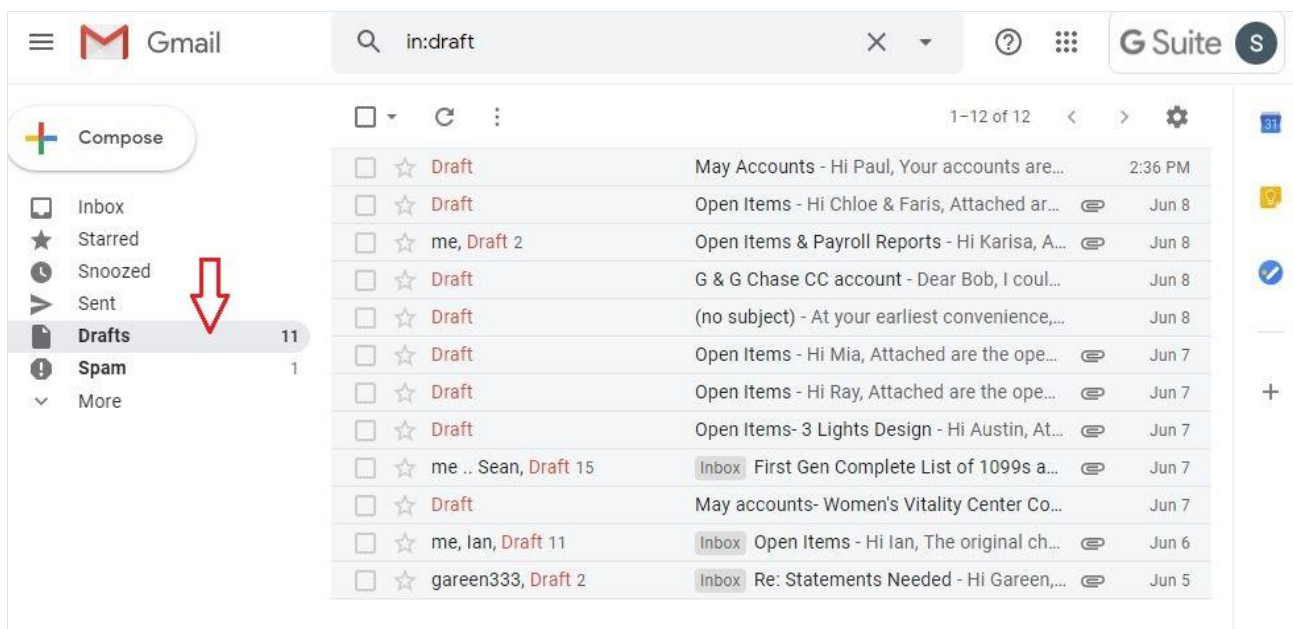 Gmail in:draft G Suite S
Compose 1–12 of 12 31
Draft May Accounts - Hi Paul, Your accounts are... 2:36 PM
Inbox Draft Open Items - Hi Chloe & Faris, Attached ar... Jun 8
Starred me, Draft 2 Open Items & Payroll Reports - Hi Karisa, A... Jun 8
Snoozed Draft G & G Chase CC account - Dear Bob, I coul... Jun 8
Sent Draft (no subject) - At your earliest convenience,... Jun 8
Drafts 11 Draft Open Items - Hi Mia, Attached are the ope... Jun 7
Spam 1 Draft Open Items - Hi Ray, Attached are the ope... Jun 7
More Draft Open Items- 3 Lights Design - Hi Austin, At... Jun 7
me .. Sean, Draft 15 Inbox First Gen Complete List of 1099s a... Jun 7
Draft May accounts- Women's Vitality Center Co... Jun 7
me, Ian, Draft 11 Inbox Open Items - Hi Ian, The original ch... Jun 6
gareen333, Draft 2 Inbox Re: Statements Needed - Hi Gareen,... Jun 5